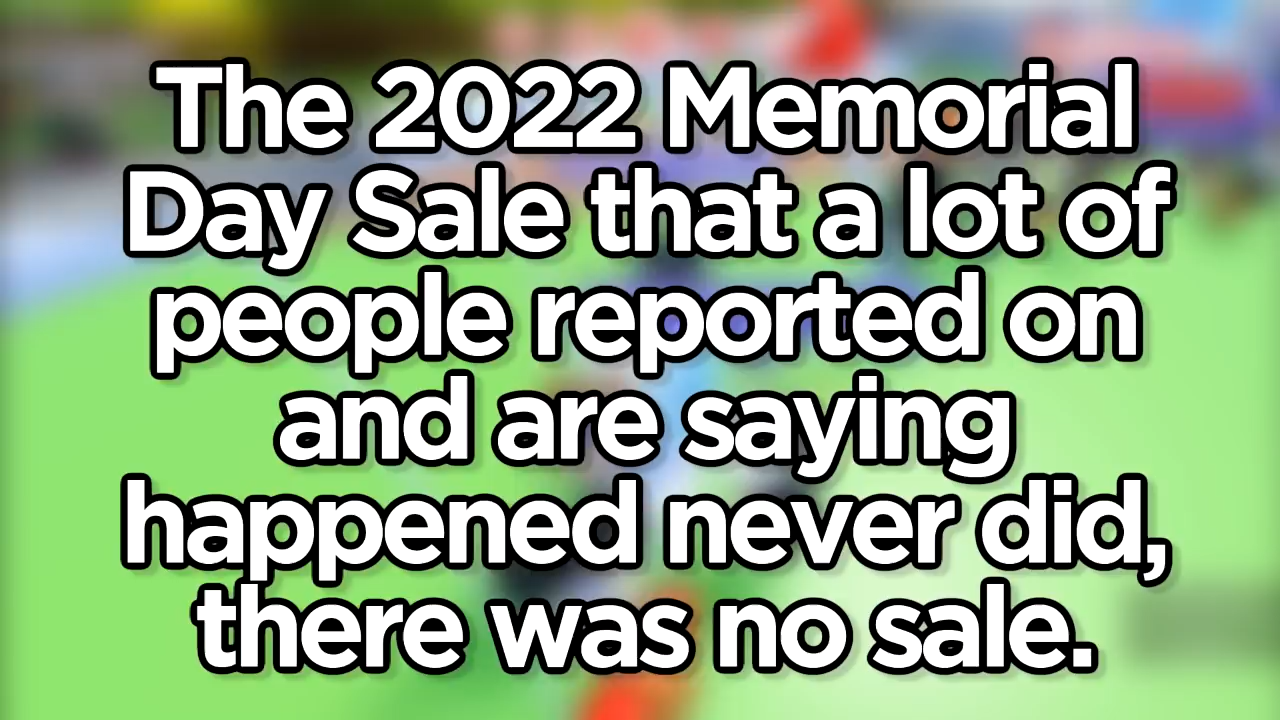 The 2022 Memorial
Day Sale that a lot of
people reported on
and are saying
happened never did,
there was no sale.